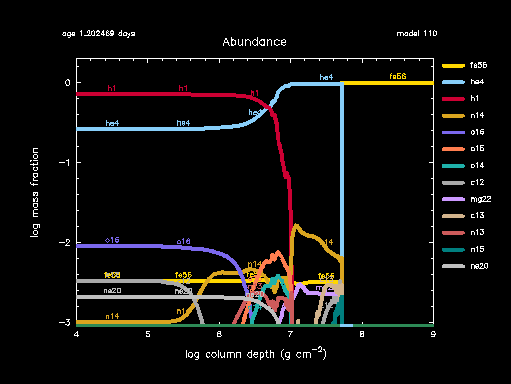 age 1.202469 days
model 110
Abundance
fe56
he4
h1
n14
o16
o15
o14
c12
mg22
c13
n13
n15
ne20
h1 h1 h1
he4 he4 he4 he4
fe56
o16 o16
fe56 fe56
ne20 ne20
n14 n14 n14
0
−1
−2
−3
log mass fraction
4 5 6 7 8 9
log column depth (g cm−2)